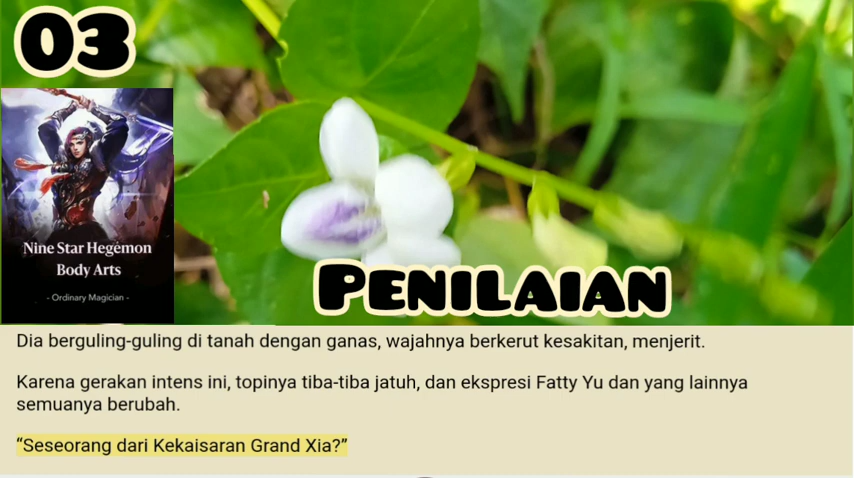 03
Nine Star Hegemon
Body Arts
- Ordinary Magician -
PENILAIAN
Dia berguling-guling di tanah dengan ganas, wajahnya berkerut kesakitan, menjerit.
Karena gerakan intens ini, topinya tiba-tiba jatuh, dan ekspresi Fatty Yu dan yang lainnya
semuanya berubah.
“Seseorang dari Kekaisaran Grand Xia?”